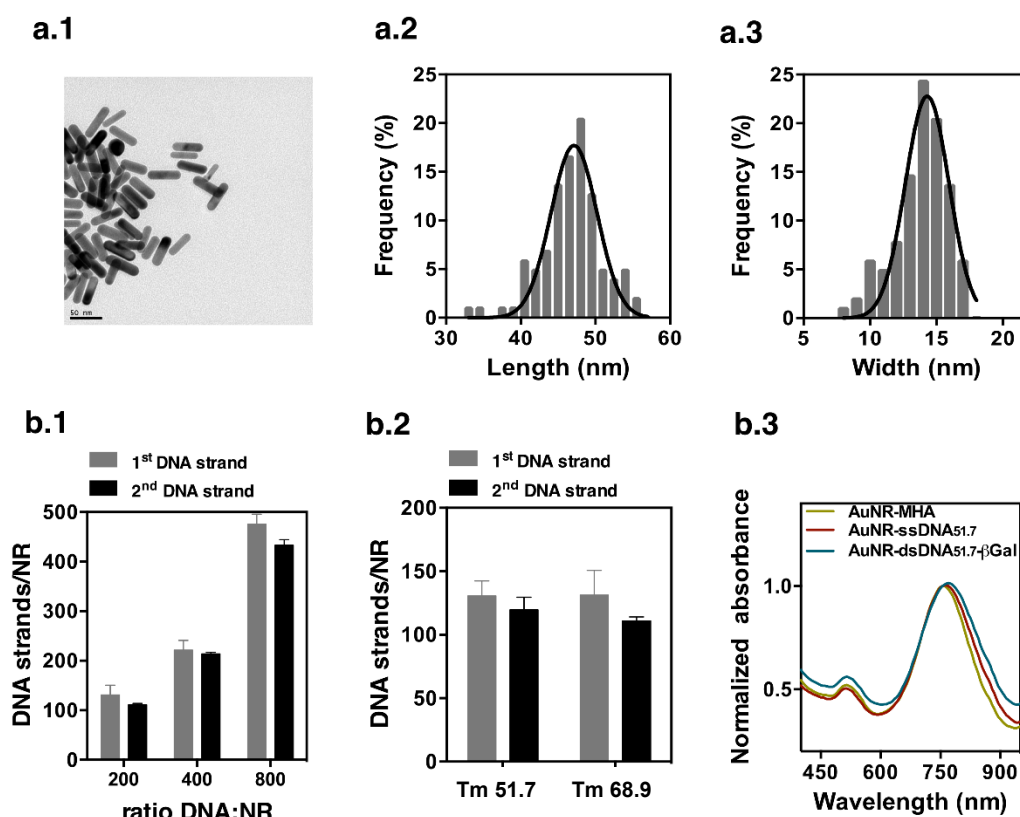 a.1
a.2
a.3
50 nm
Frequency (%)
25
20
15
10
5
0
30 40 50 60
Length (nm)
Frequency (%)
25
20
15
10
5
0
5 10 15 20
Width (nm)
b.1
1st DNA strand
2nd DNA strand
DNA strands/NR
500
400
300
200
100
0
200 400 800
ratio DNA:NR
b.2
1st DNA strand
2nd DNA strand
DNA strands/NR
200
150
100
50
0
Tm 51.7 Tm 68.9
b.3
AuNR-MHA
AuNR-ssDNA51.7
AuNR-dsDNA51.7-βGal
Normalized absorbance
1.0
0.5
450 600 750 900
Wavelength (nm)